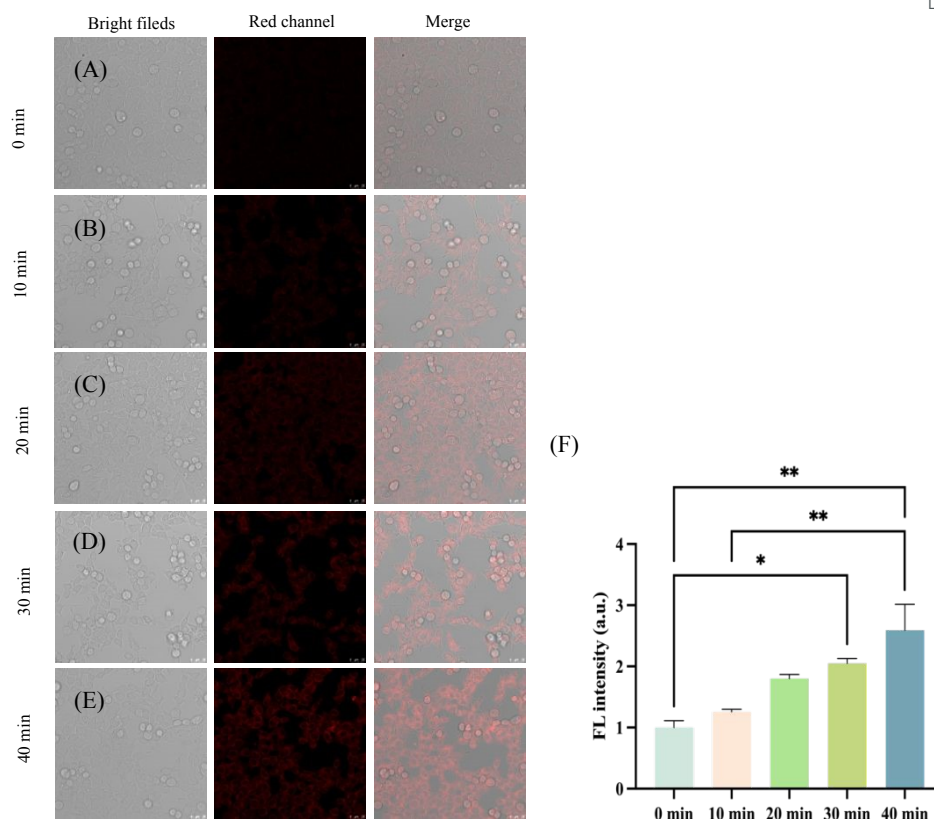 Bright fileds Red channel Merge
(A)
0 min
(B)
10 min
(C)
20 min
(D)
30 min
(E)
40 min
(F)
**
**
*
4
3
2
1
0
FL intensity (a.u.)
0 min 10 min 20 min 30 min 40 min